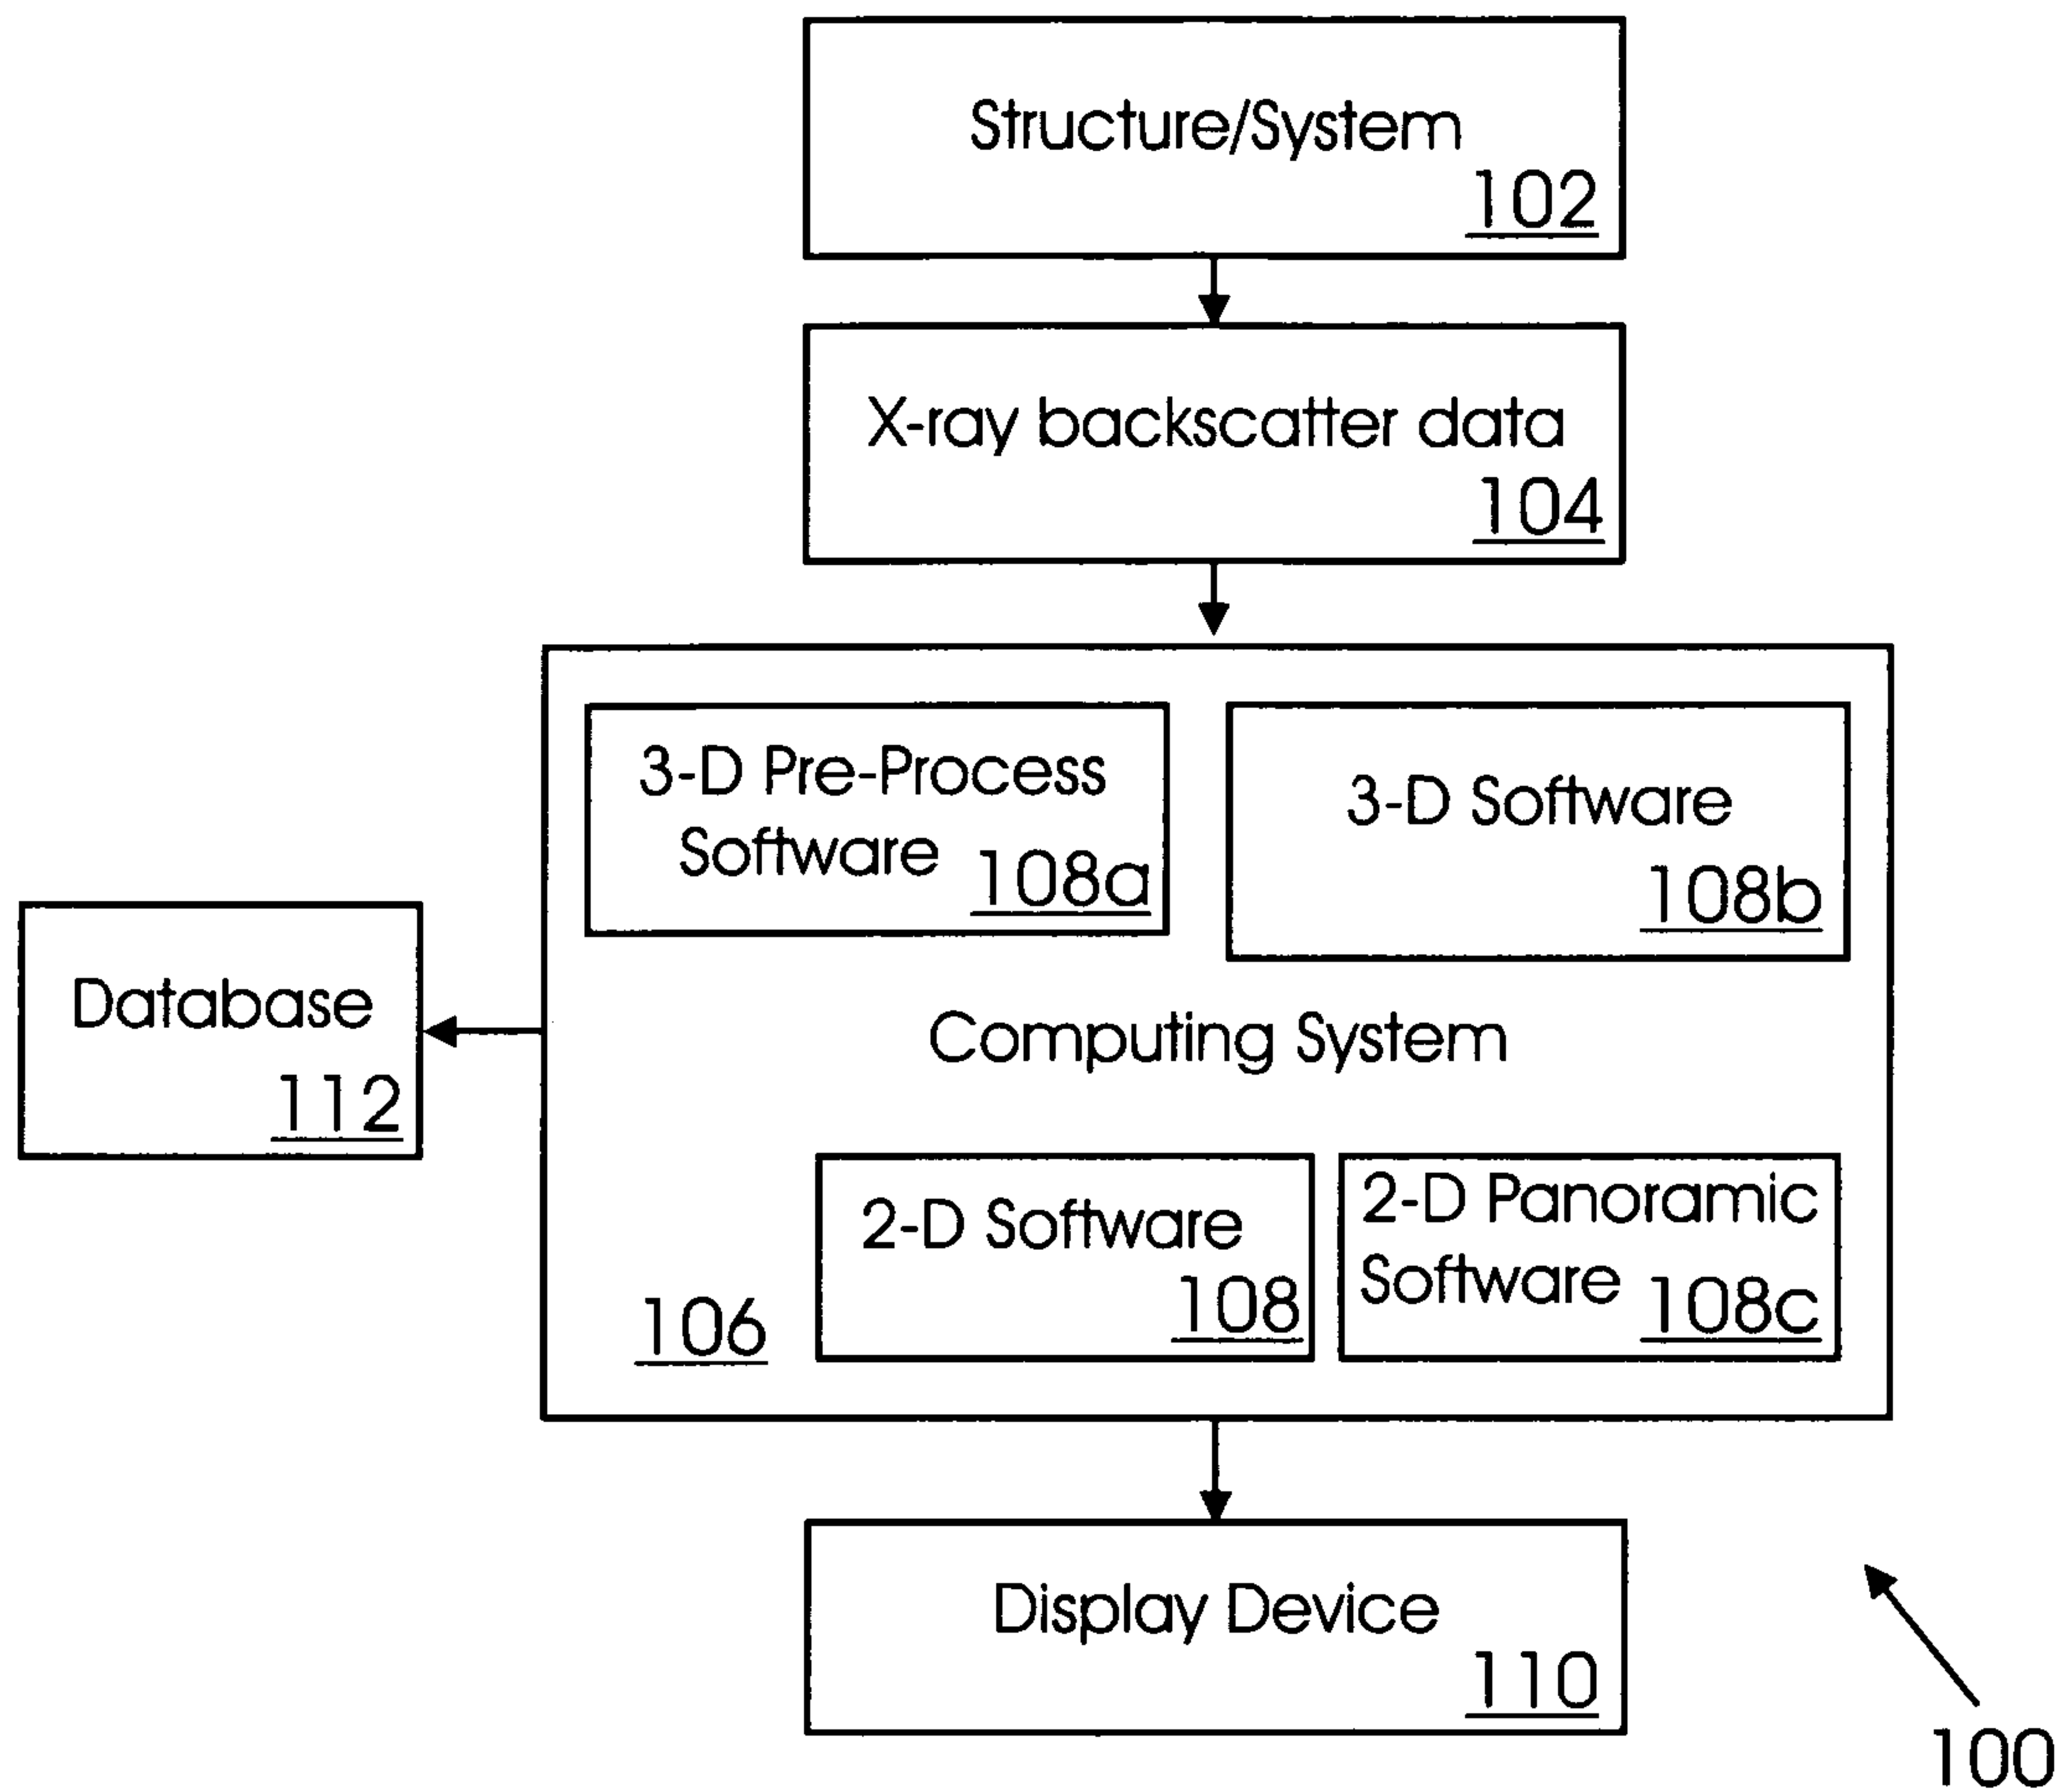 Structure/System
102
X-ray backscatter data
104
3-D Pre-Process
Software 108a
3-D Software
108b
Database
112
Computing System
2-D Software
108
2-D Panoramic
Software 108c
106
Display Device
110
100